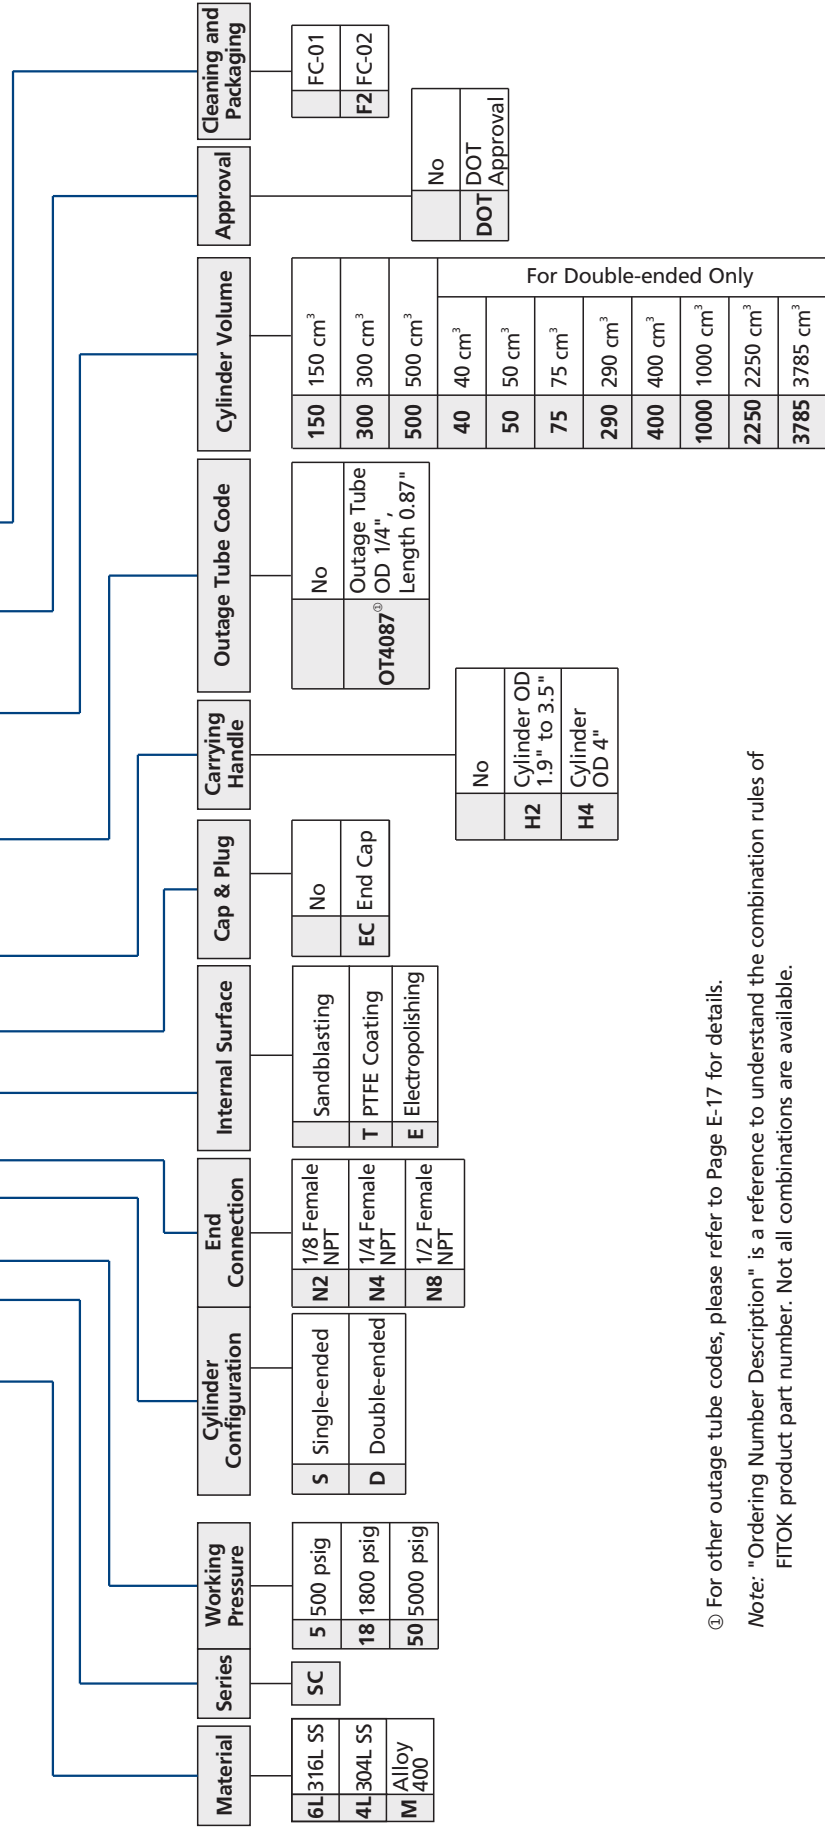 Material
6L 316L SS
4L 304L SS
M Alloy
400
Series
SC
Working
Pressure
5 500 psig
18 1800 psig
50 5000 psig
Cylinder
Configuration
S Single-ended
D Double-ended
End
Connection
N2 1/8 Female
NPT
N4 1/4 Female
NPT
N8 1/2 Female
NPT
Internal Surface
Sandblasting
T PTFE Coating
E Electropolishing
Cap & Plug
No
EC End Cap
Carrying
Handle
No
H2 Cylinder OD
1.9" to 3.5"
H4 Cylinder
OD 4"
Outage Tube Code
No
OT4087① Outage Tube
OD 1/4",
Length 0.87"
Cylinder Volume
150 150 cm³
300 300 cm³
500 500 cm³
For Double-ended Only
40 40 cm³
50 50 cm³
75 75 cm³
290 290 cm³
400 400 cm³
1000 1000 cm³
2250 2250 cm³
3785 3785 cm³
Approval
No
DOT DOT
Approval
Cleaning and
Packaging
FC-01
F2 FC-02
① For other outage tube codes, please refer to Page E-17 for details.
Note: "Ordering Number Description" is a reference to understand the combination rules of
FITOK product part number. Not all combinations are available.